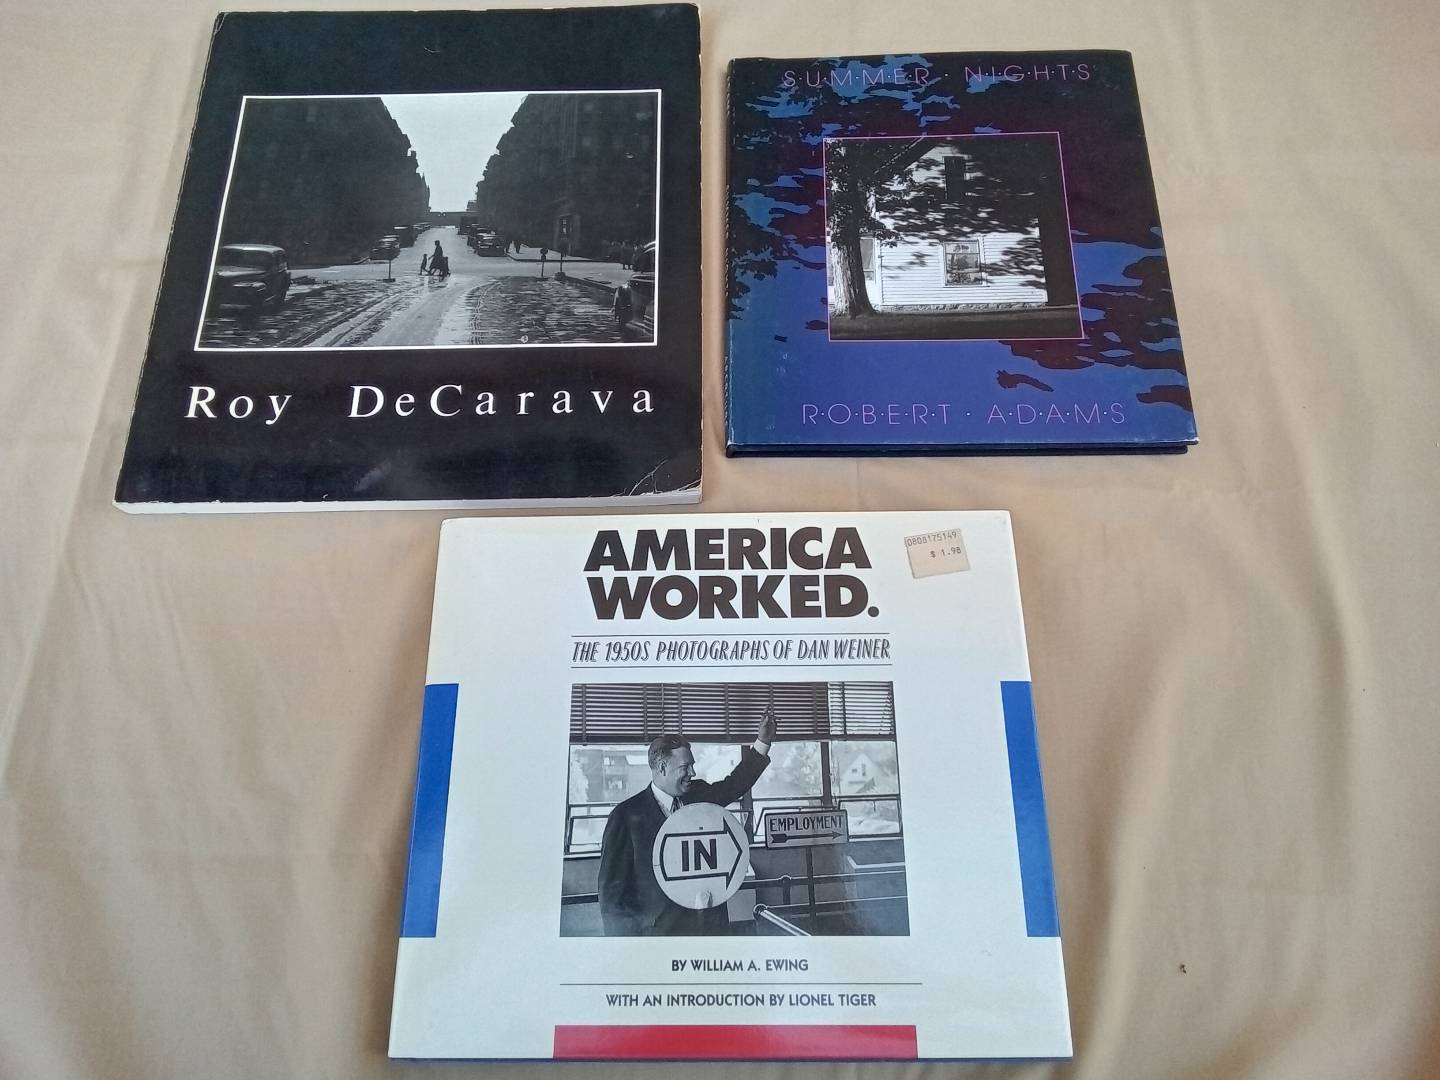 Roy DeCarava
S·U·M·M·E·R · N·I·G·H·T·S
R·O·B·E·R·T · A·D·A·M·S
AMERICA
WORKED.
0808175149
$ 1.98
THE 1950S PHOTOGRAPHS OF DAN WEINER
IN
EMPLOYMENT
BY WILLIAM A. EWING
WITH AN INTRODUCTION BY LIONEL TIGER